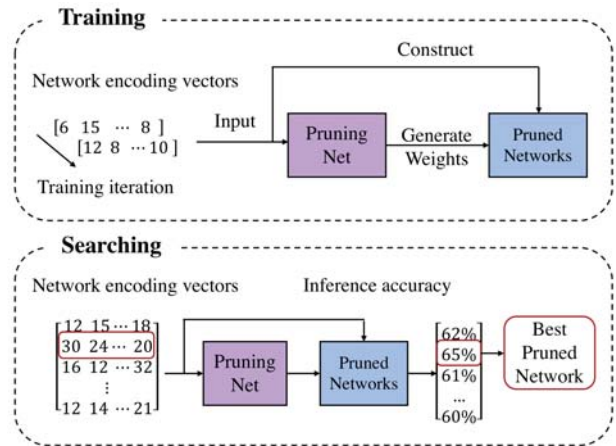 Training
Construct
Network encoding vectors
[6 15 ⋯ 8 ]
[12 8 ⋯ 10 ]
Input
Pruning
Net
Generate
Weights
Pruned
Networks
Training iteration
Searching
Network encoding vectors
Inference accuracy
12 15 ⋯ 18
30 24 ⋯ 20
16 12 ⋯ 32
⋮
12 14 ⋯ 21
Pruning
Net
Pruned
Networks
62%
65%
61%
...
60%
Best
Pruned
Network